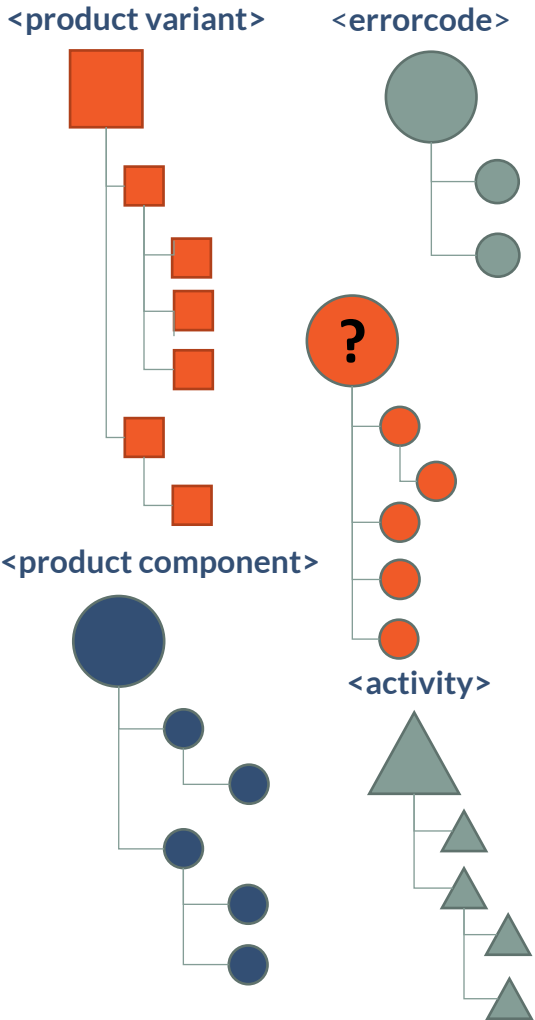 <product variant>
<errorcode>
?
<product component>
<activity>